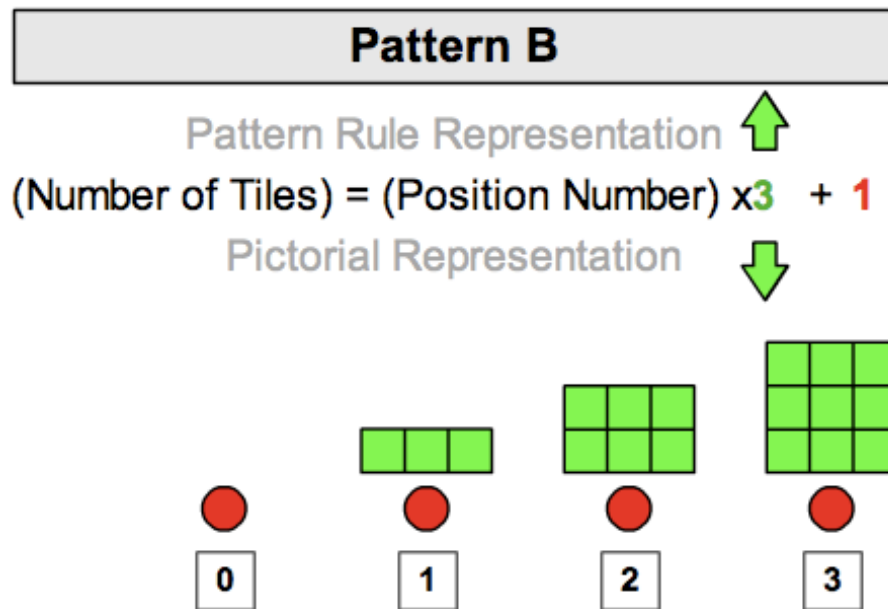 Pattern B
Pattern Rule Representation
(Number of Tiles) = (Position Number) x3 + 1
Pictorial Representation
0 1 2 3